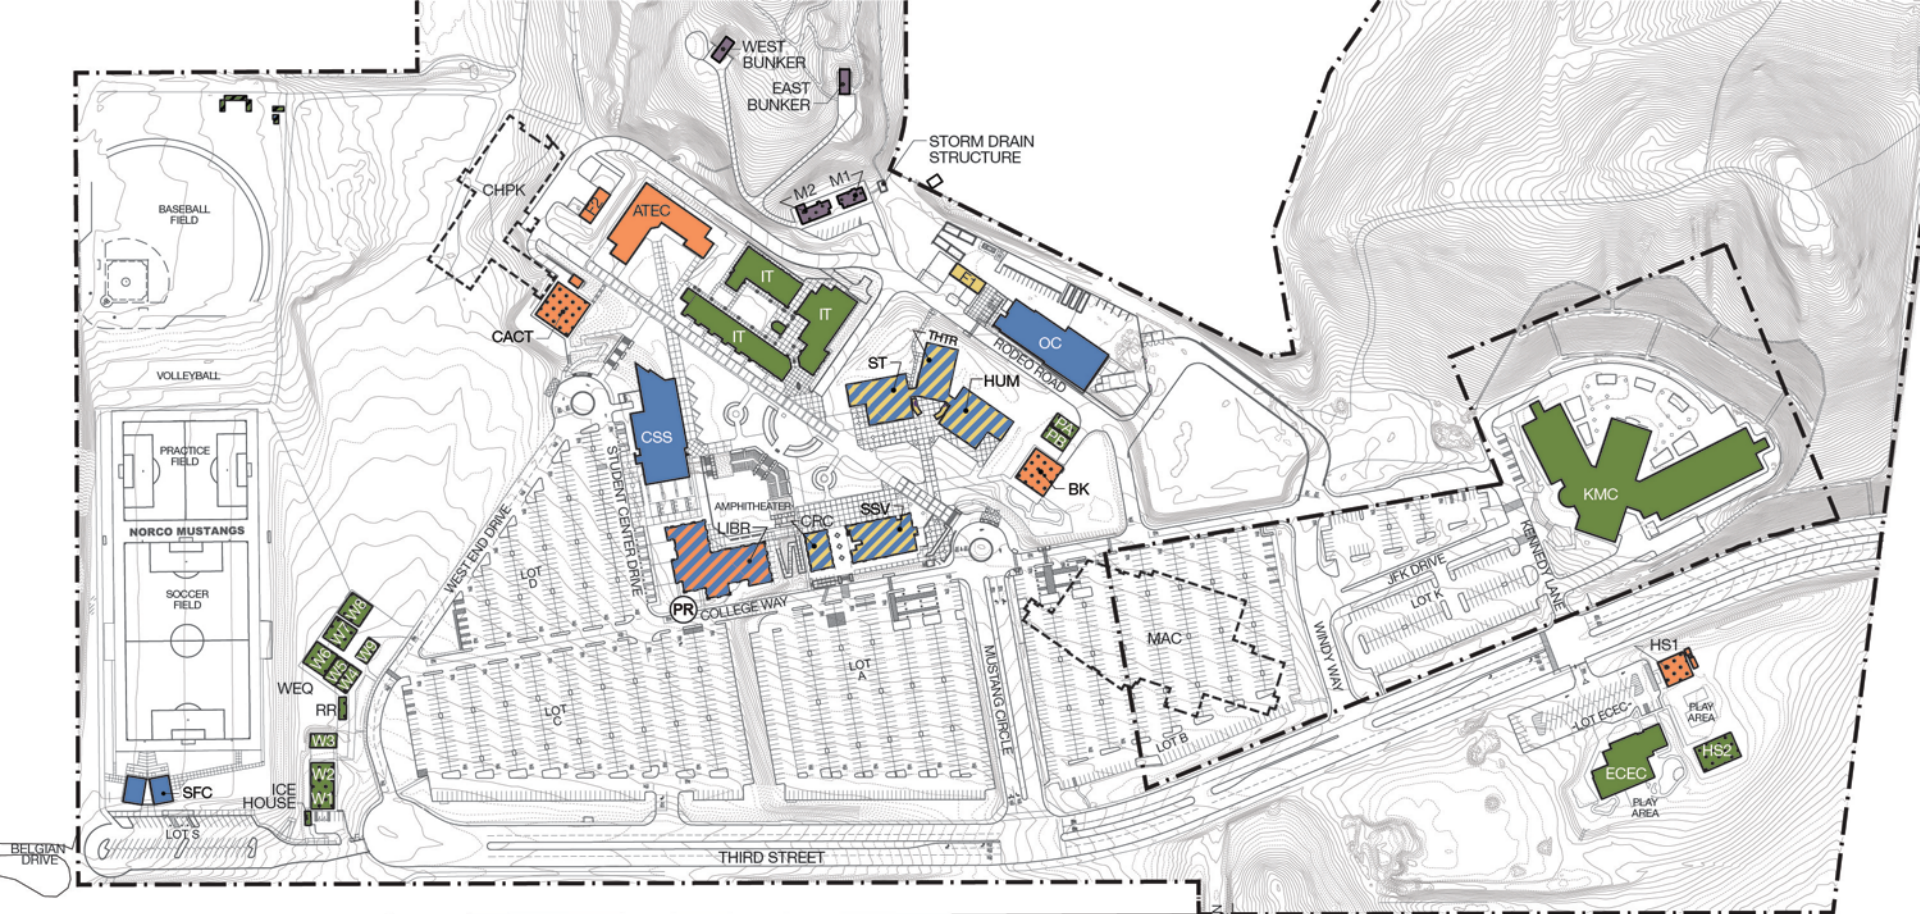 WEST
BUNKER
EAST
BUNKER
STORM DRAIN
STRUCTURE
M2
M1
CHPK
F2
ATEC
BASEBALL
FIELD
IT
IT
IT
F1
CACT
OC
RODEO ROAD
THTR
ST
HUM
VOLLEYBALL
PA
PB
CSS
BK
KMC
PRACTICE
FIELD
NORCO MUSTANGS
STUDENT CENTER DRIVE
AMPHITHEATER
LIBR
CRC
SSV
WEST END DRIVE
LOT
D
KENNEDY LANE
JFK DRIVE
LOT K
SOCCER
FIELD
PR
COLLEGE WAY
W8
W7
W6
W9
W5
W4
WEQ
RR
W3
W2
W1
ICE
HOUSE
MAC
WINDY WAY
HS1
LOT
A
LOT
C
MUSTANG CIRCLE
LOT B
LOT ECEC
PLAY
AREA
HS2
ECEC
PLAY
AREA
SFC
LOT S
BELGIAN
DRIVE
THIRD STREET